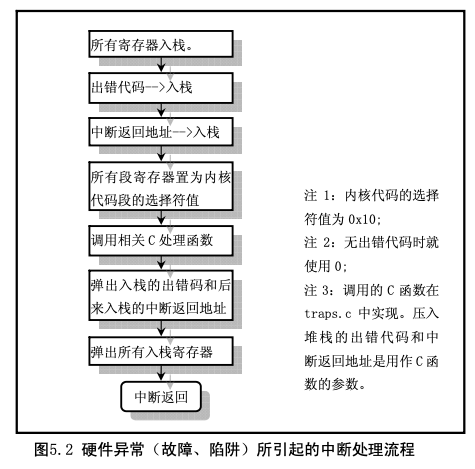 所有寄存器入栈。
出错代码-->入栈
中断返回地址-->入栈
所有段寄存器置为内核
代码段的选择符值
调用相关 C 处理函数
弹出入栈的出错码和后
来入栈的中断返回地址
弹出所有入栈寄存器
中断返回
注 1：内核代码的选择
符值为 0x10;
注 2：无出错代码时就
使用 0;
注 3：调用的 C 函数在
traps.c 中实现。压入
堆栈的出错代码和中
断返回地址是用作 C 函
数的参数。
图5.2 硬件异常（故障、陷阱）所引起的中断处理流程